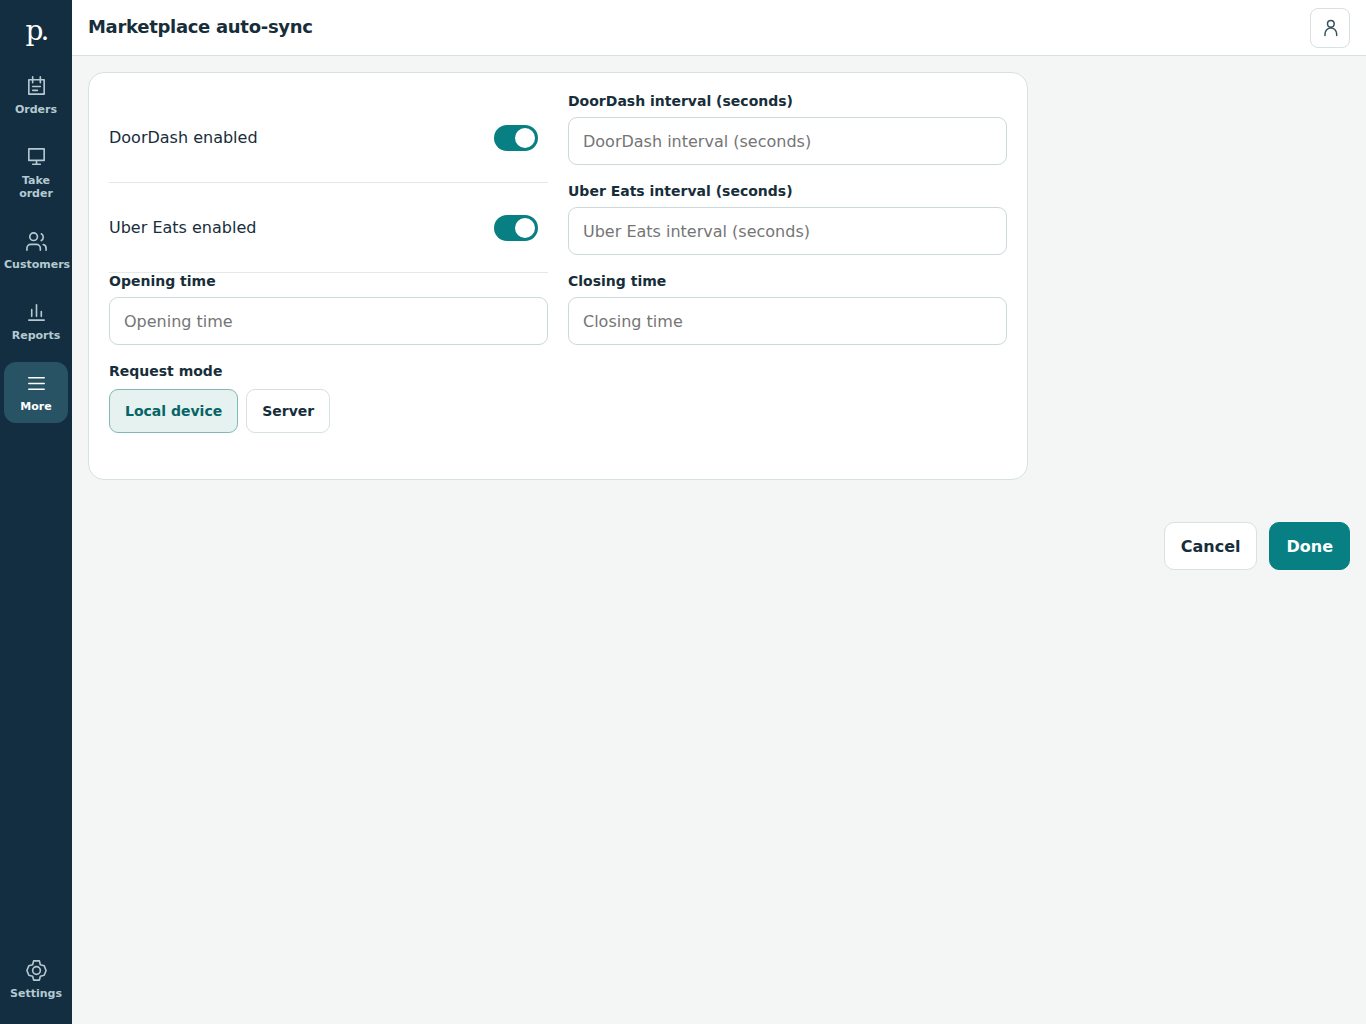 p.
Marketplace auto-sync
Orders
Take
order
Customers
Reports
More
Settings
DoorDash enabled
DoorDash interval (seconds)
DoorDash interval (seconds)
Uber Eats enabled
Uber Eats interval (seconds)
Uber Eats interval (seconds)
Opening time
Opening time
Closing time
Closing time
Request mode
Local device
Server
Cancel
Done